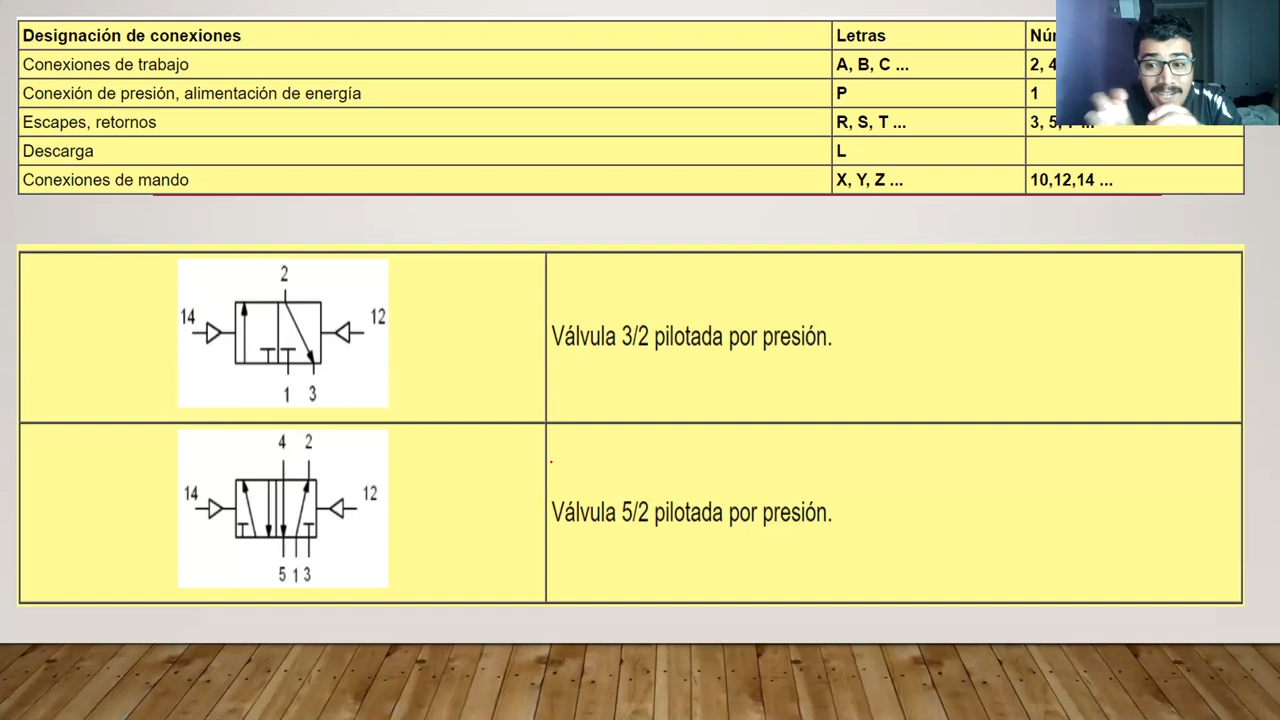 Designación de conexiones Letras
Conexiones de trabajo A, B, C ... 2, 4
Conexión de presión, alimentación de energía P 1
Escapes, retornos R, S, T ... 3, 5,
Descarga L
Conexiones de mando X, Y, Z ... 10,12,14 ...
2
14 12
Válvula 3/2 pilotada por presión.
1 3
4 2
14 12
Válvula 5/2 pilotada por presión.
5 1 3